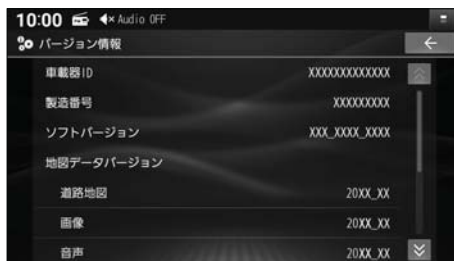 10:00 Audio OFF
バージョン情報
車載器ID XXXXXXXXXXXXX
製造番号 XXXXXXXXX
ソフトバージョン XXX_XXXX_XXXX
地図データバージョン
道路地図 20XX_XX
画像 20XX_XX
音声 20XX_XX